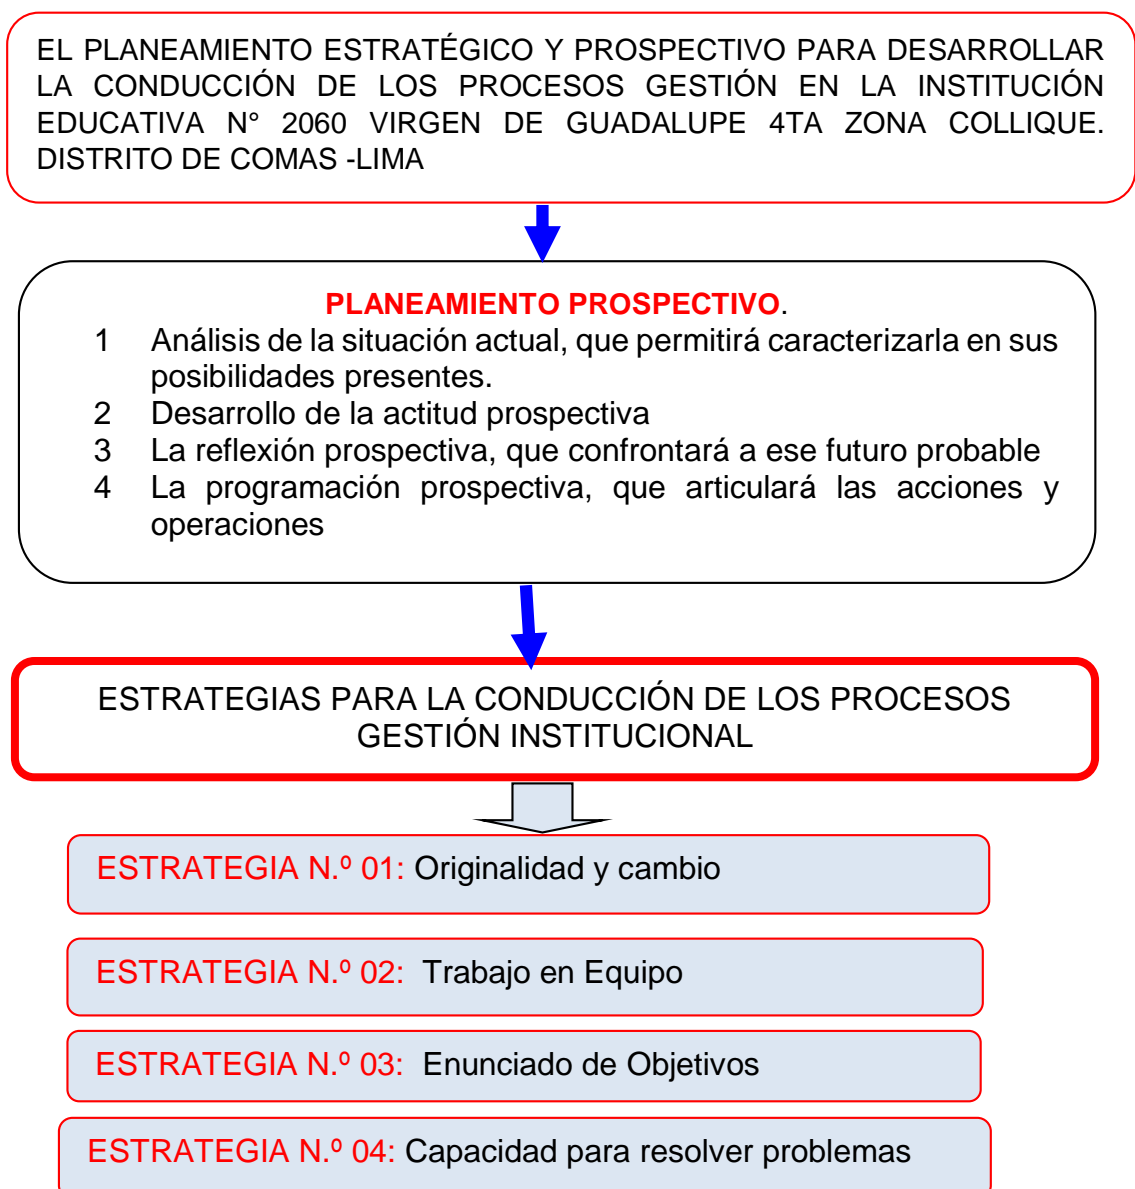 EL PLANEAMIENTO ESTRATÉGICO Y PROSPECTIVO PARA DESARROLLAR
LA CONDUCCIÓN DE LOS PROCESOS GESTIÓN EN LA INSTITUCIÓN
EDUCATIVA N° 2060 VIRGEN DE GUADALUPE 4TA ZONA COLLIQUE.
DISTRITO DE COMAS -LIMA
PLANEAMIENTO PROSPECTIVO.
1 Análisis de la situación actual, que permitirá caracterizarla en sus
posibilidades presentes.
2 Desarrollo de la actitud prospectiva
3 La reflexión prospectiva, que confrontará a ese futuro probable
4 La programación prospectiva, que articulará las acciones y
operaciones
ESTRATEGIAS PARA LA CONDUCCIÓN DE LOS PROCESOS
GESTIÓN INSTITUCIONAL
ESTRATEGIA N.º 01: Originalidad y cambio
ESTRATEGIA N.º 02: Trabajo en Equipo
ESTRATEGIA N.º 03: Enunciado de Objetivos
ESTRATEGIA N.º 04: Capacidad para resolver problemas